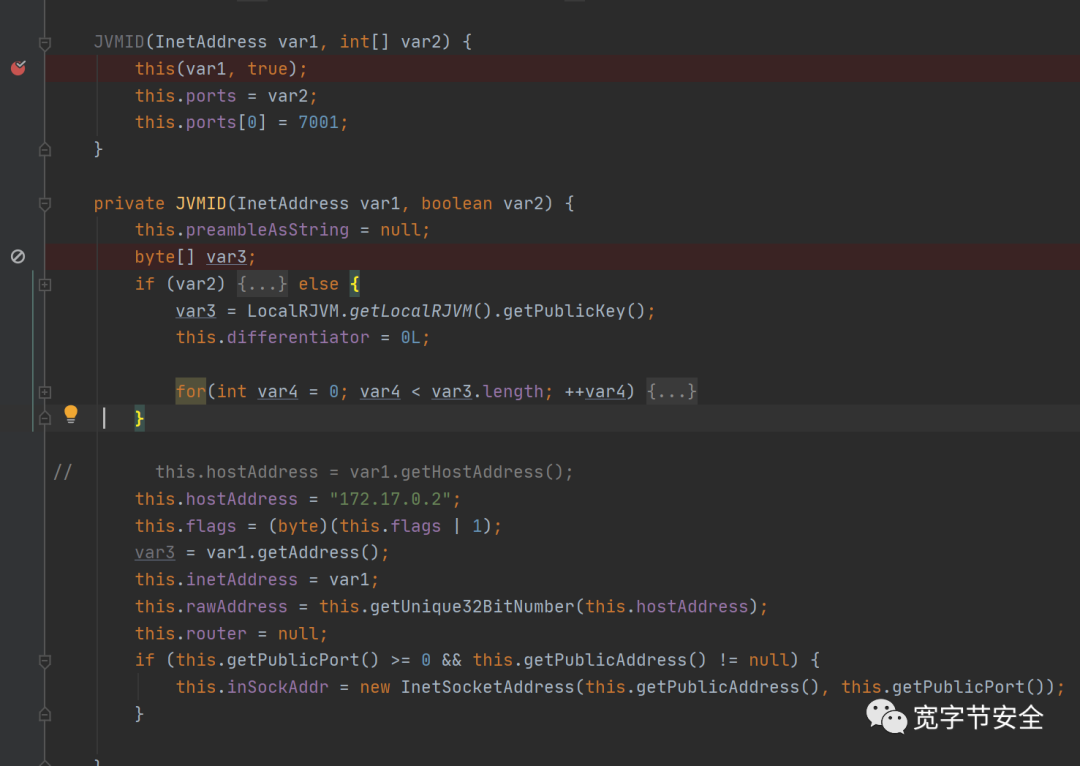 JVMID(InetAddress var1, int[] var2) {
this(var1, true);
this.ports = var2;
this.ports[0] = 7001;
}
private JVMID(InetAddress var1, boolean var2) {
this.preambleAsString = null;
byte[] var3;
if (var2) {...} else {
var3 = LocalRJVM.getLocalRJVM().getPublicKey();
this.differentiator = 0L;
for(int var4 = 0; var4 < var3.length; ++var4) {...}
}
// this.hostAddress = var1.getHostAddress();
this.hostAddress = "172.17.0.2";
this.flags = (byte)(this.flags | 1);
var3 = var1.getAddress();
this.inetAddress = var1;
this.rawAddress = this.getUnique32BitNumber(this.hostAddress);
this.router = null;
if (this.getPublicPort() >= 0 && this.getPublicAddress() != null) {
this.inSockAddr = new InetSocketAddress(this.getPublicAddress(), this.getPublicPort());
}
宽字节安全
}